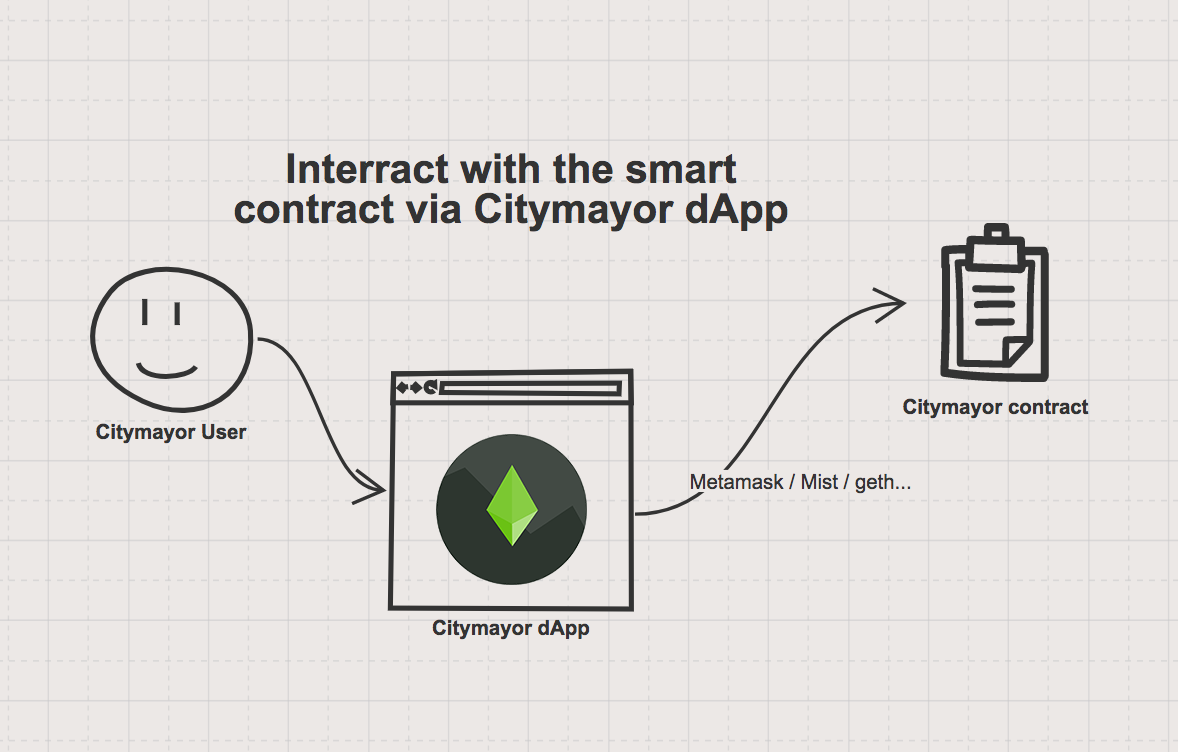 Interract with the smart
contract via Citymayor dApp
Citymayor User
Citymayor contract
Metamask / Mist / geth...
Citymayor dApp